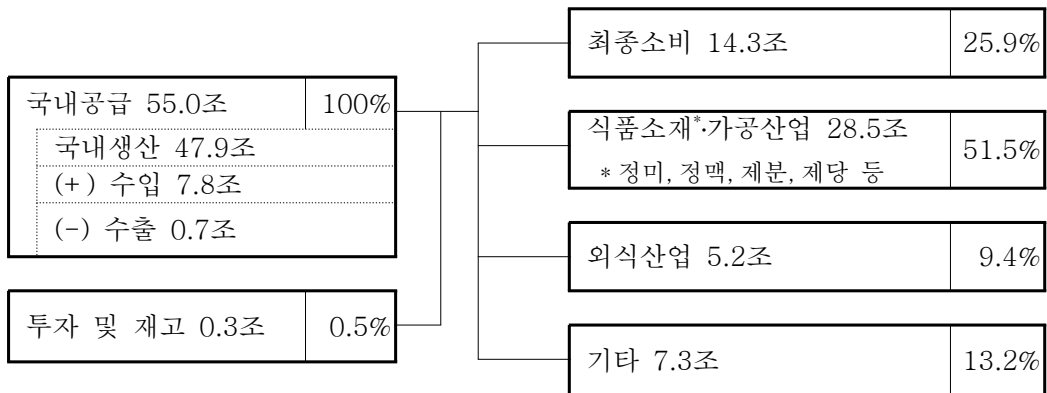 국내공급 55.0조 100%
국내생산 47.9조
(+) 수입 7.8조
(-) 수출 0.7조
투자 및 재고 0.3조 0.5%
최종소비 14.3조 25.9%
식품소재*·가공산업 28.5조 51.5%
* 정미, 정맥, 제분, 제당 등
외식산업 5.2조 9.4%
기타 7.3조 13.2%